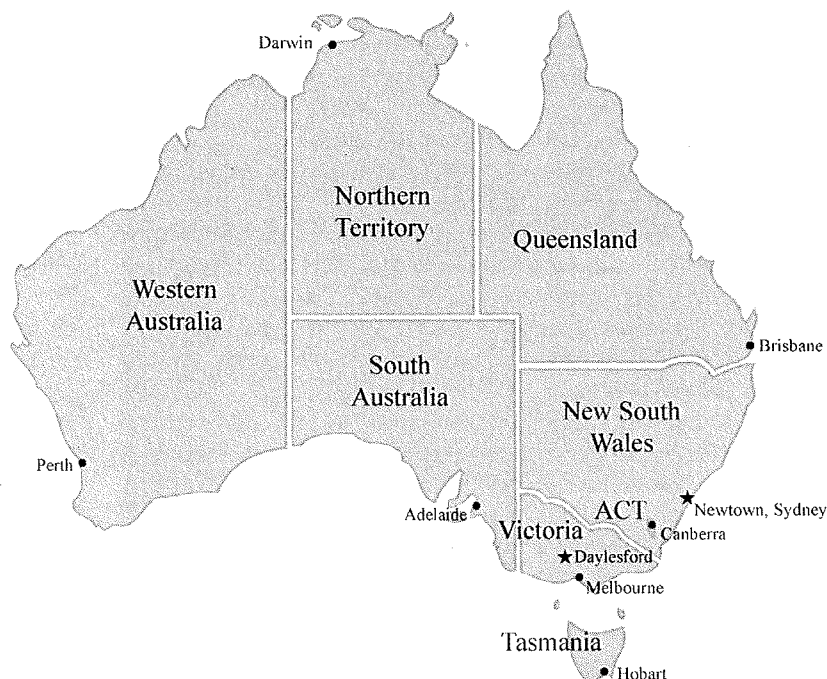 Darwin
Northern
Territory
Queensland
Western
Australia
Brisbane
South
Australia
New South
Wales
Perth
Adelaide
ACT
Newtown, Sydney
Victoria
Canberra
Daylesford
Melbourne
Tasmania
Hobart